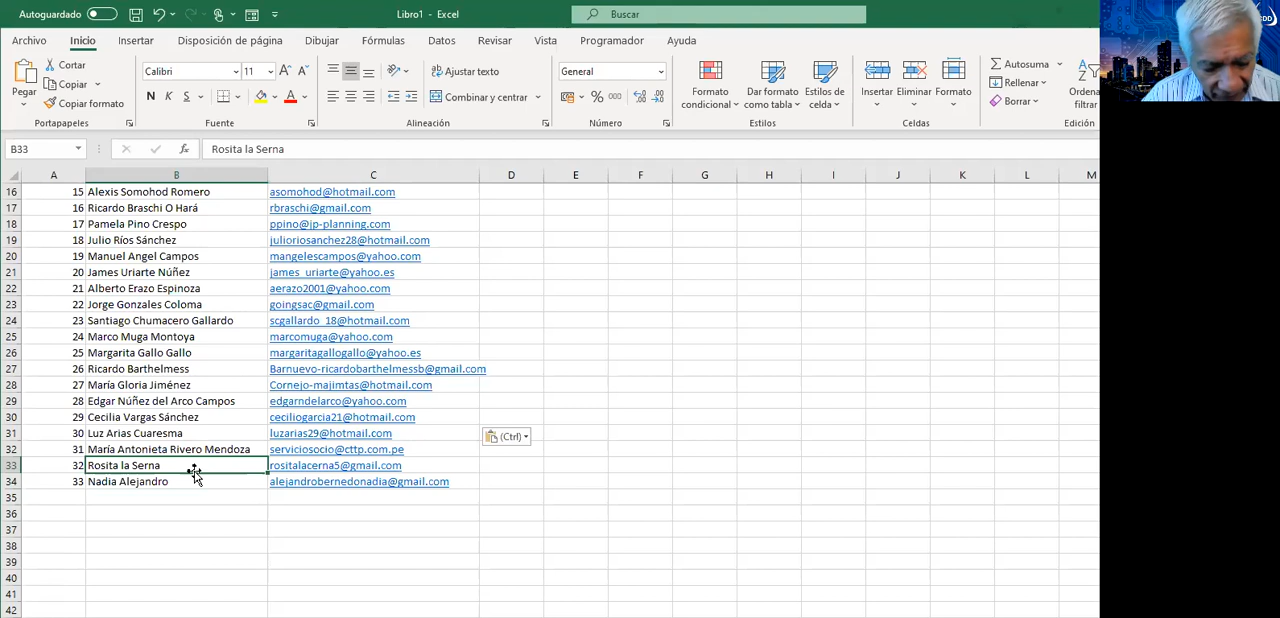 Autoguardado
Libro1 - Excel
Buscar
Archivo Inicio Insertar Disposición de página Dibujar Fórmulas Datos Revisar Vista Programador Ayuda
Pegar
Cortar
Copiar
Copiar formato
Portapapeles
Calibri 11
N K S
Fuente
Ajustar texto
Combinar y centrar
Alineación
General
% 000
Número
Formato condicional
Dar formato como tabla
Estilos de celda
Estilos
Insertar
Eliminar
Formato
Celdas
Autosuma
Rellenar
Borrar
Ordena
filtrar
Edición
B33 fx Rosita la Serna
A B C D E F G H I J K L M
16 15 Alexis Somohod Romero asomohod@hotmail.com
17 16 Ricardo Braschi O Hará rbraschi@gmail.com
18 17 Pamela Pino Crespo ppino@jp-planning.com
19 18 Julio Ríos Sánchez julioriosanchez28@hotmail.com
20 19 Manuel Angel Campos mangelescampos@yahoo.com
21 20 James Uriarte Núñez james_uriarte@yahoo.es
22 21 Alberto Erazo Espinoza aerazo2001@yahoo.com
23 22 Jorge Gonzales Coloma goingsac@gmail.com
24 23 Santiago Chumacero Gallardo scgallardo_18@hotmail.com
25 24 Marco Muga Montoya marcomuga@yahoo.com
26 25 Margarita Gallo Gallo margaritagallogallo@yahoo.es
27 26 Ricardo Barthelmess Barnuevo-ricardobarthelmessb@gmail.com
28 27 María Gloria Jiménez Cornejo-majimtas@hotmail.com
29 28 Edgar Núñez del Arco Campos edgarndelarco@yahoo.com
30 29 Cecilia Vargas Sánchez ceciliogarcia21@hotmail.com
31 30 Luz Arias Cuaresma luzarias29@hotmail.com
32 31 María Antonieta Rivero Mendoza serviciosocio@cttp.com.pe
33 32 Rosita la Serna rositalacerna5@gmail.com
34 33 Nadia Alejandro alejandrobernedonadia@gmail.com
(Ctrl)
35
36
37
38
39
40
41
42